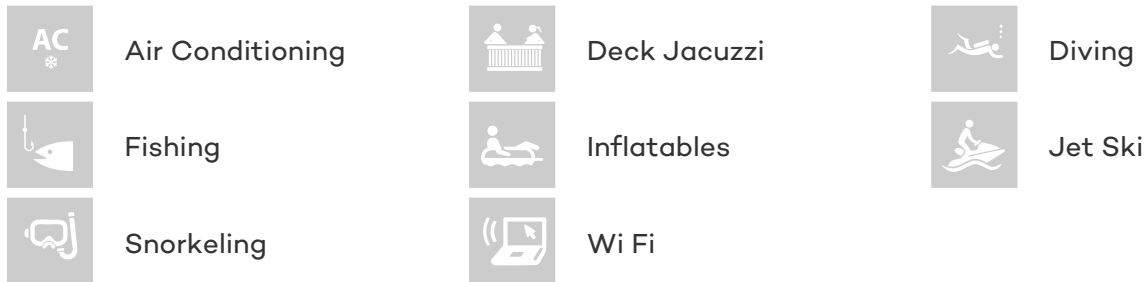 AC
Air Conditioning
Deck Jacuzzi
Diving
Fishing
Inflatables
Jet Ski
Snorkeling
Wi Fi